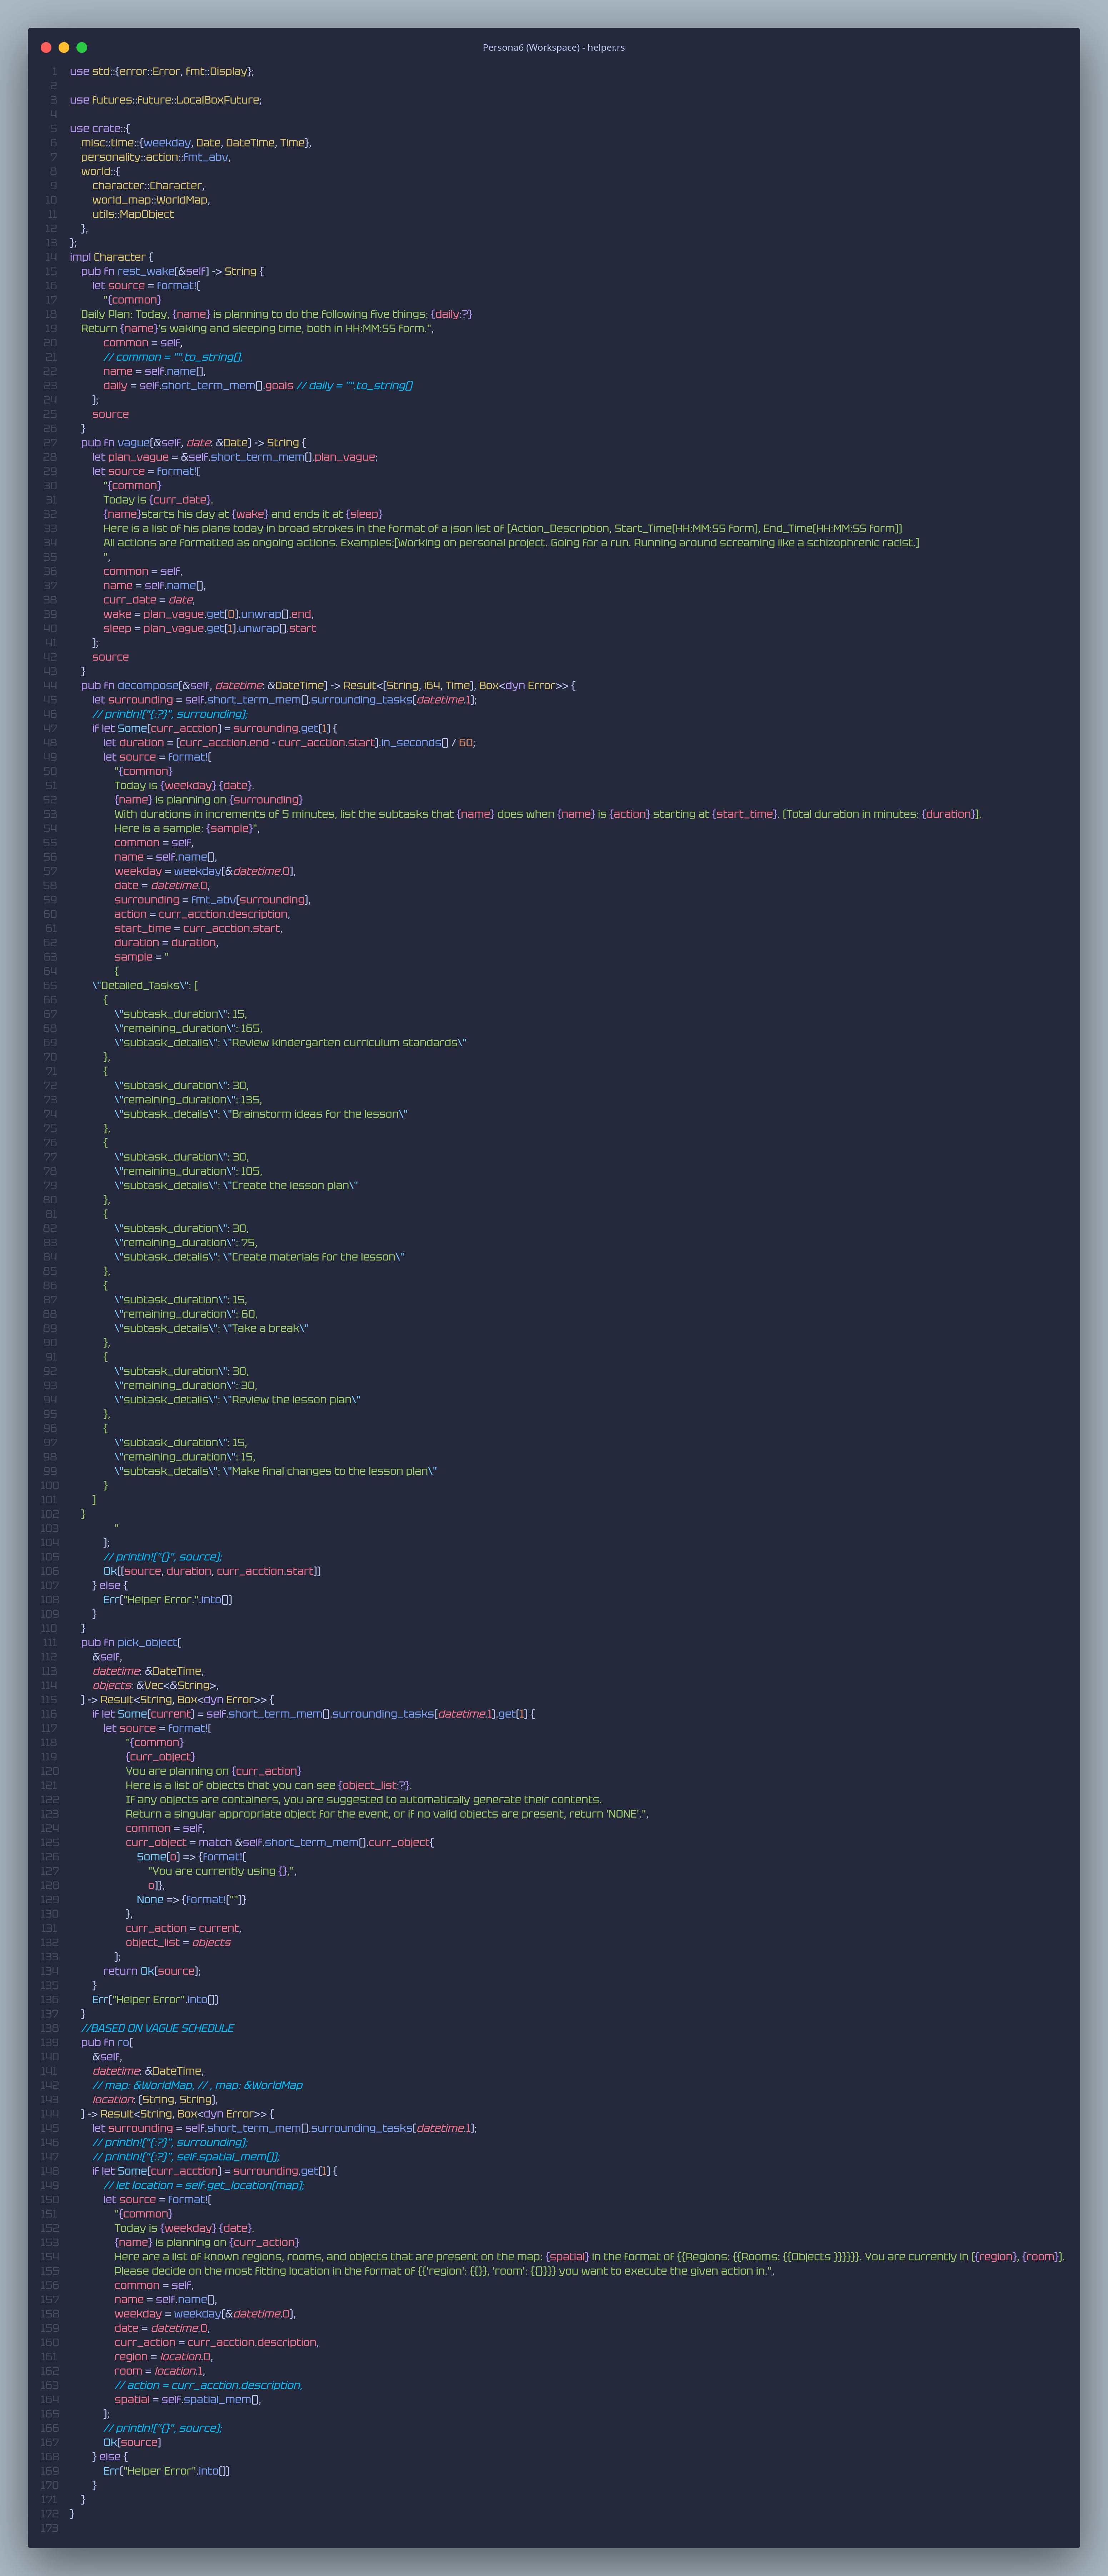 Persona6 (Workspace) - helper.rs
1 use std::{error::Error, fmt::Display};
2
3 use futures::future::LocalBoxFuture;
4
5 use crate::{
6 misc::time::{weekday, Date, DateTime, Time},
7 personality::action::fmt_abv,
8 world::{
9 character::Character,
10 world_map::WorldMap,
11 utils::MapObject
12 },
13 };
14 impl Character {
15 pub fn rest_wake(&self) -> String {
16 let source = format!(
17 "{common}
18 Daily Plan: Today, {name} is planning to do the following five things: {daily:?}
19 Return {name}'s waking and sleeping time, both in HH:MM:SS form.",
20 common = self,
21 // common = "".to_string(),
22 name = self.name(),
23 daily = self.short_term_mem().goals // daily = "".to_string()
24 );
25 source
26 }
27 pub fn vague(&self, date: &Date) -> String {
28 let plan_vague = &self.short_term_mem().plan_vague;
29 let source = format!(
30 "{common}
31 Today is {curr_date}.
32 {name}starts his day at {wake} and ends it at {sleep}
33 Here is a list of his plans today in broad strokes in the format of a json list of (Action_Description, Start_Time(HH:MM:SS form), End_Time(HH:MM:SS form))
34 All actions are formatted as ongoing actions. Examples:(Working on personal project. Going for a run. Running around screaming like a schizophrenic racist.)
35 ",
36 common = self,
37 name = self.name(),
38 curr_date = date,
39 wake = plan_vague.get(0).unwrap().end,
40 sleep = plan_vague.get(1).unwrap().start
41 );
42 source
43 }
44 pub fn decompose(&self, datetime: &DateTime) -> Result<(String, i64, Time), Box<dyn Error>> {
45 let surrounding = self.short_term_mem().surrounding_tasks(datetime.1);
46 // println!("{:?}", surrounding);
47 if let Some(curr_acction) = surrounding.get(1) {
48 let duration = (curr_acction.end - curr_acction.start).in_seconds() / 60;
49 let source = format!(
50 "{common}
51 Today is {weekday} {date}.
52 {name} is planning on {surrounding}
53 With durations in increments of 5 minutes, list the subtasks that {name} does when {name} is {action} starting at {start_time}. (Total duration in minutes: {duration}).
54 Here is a sample: {sample}",
55 common = self,
56 name = self.name(),
57 weekday = weekday(&datetime.0),
58 date = datetime.0,
59 surrounding = fmt_abv(surrounding),
60 action = curr_acction.description,
61 start_time = curr_acction.start,
62 duration = duration,
63 sample = "
64 {
65 \"Detailed_Tasks\": [
66 {
67 \"subtask_duration\": 15,
68 \"remaining_duration\": 165,
69 \"subtask_details\": \"Review kindergarten curriculum standards\"
70 },
71 {
72 \"subtask_duration\": 30,
73 \"remaining_duration\": 135,
74 \"subtask_details\": \"Brainstorm ideas for the lesson\"
75 },
76 {
77 \"subtask_duration\": 30,
78 \"remaining_duration\": 105,
79 \"subtask_details\": \"Create the lesson plan\"
80 },
81 {
82 \"subtask_duration\": 30,
83 \"remaining_duration\": 75,
84 \"subtask_details\": \"Create materials for the lesson\"
85 },
86 {
87 \"subtask_duration\": 15,
88 \"remaining_duration\": 60,
89 \"subtask_details\": \"Take a break\"
90 },
91 {
92 \"subtask_duration\": 30,
93 \"remaining_duration\": 30,
94 \"subtask_details\": \"Review the lesson plan\"
95 },
96 {
97 \"subtask_duration\": 15,
98 \"remaining_duration\": 15,
99 \"subtask_details\": \"Make final changes to the lesson plan\"
100 }
101 ]
102 }
103 "
104 );
105 // println!("{}", source);
106 Ok((source, duration, curr_acction.start))
107 } else {
108 Err("Helper Error.".into())
109 }
110 }
111 pub fn pick_object(
112 &self,
113 datetime: &DateTime,
114 objects: &Vec<&String>,
115 ) -> Result<String, Box<dyn Error>> {
116 if let Some(current) = self.short_term_mem().surrounding_tasks(datetime.1).get(1) {
117 let source = format!(
118 "{common}
119 {curr_object}
120 You are planning on {curr_action}
121 Here is a list of objects that you can see {object_list:?}.
122 If any objects are containers, you are suggested to automatically generate their contents.
123 Return a singular appropriate object for the event, or if no valid objects are present, return 'NONE'.",
124 common = self,
125 curr_object = match &self.short_term_mem().curr_object{
126 Some(o) => {format!(
127 "You are currently using {},",
128 o)},
129 None => {format!("")}
130 },
131 curr_action = current,
132 object_list = objects
133 );
134 return Ok(source);
135 }
136 Err("Helper Error".into())
137 }
138 //BASED ON VAGUE SCHEDULE
139 pub fn ro(
140 &self,
141 datetime: &DateTime,
142 // map: &WorldMap, // , map: &WorldMap
143 location: (String, String),
144 ) -> Result<String, Box<dyn Error>> {
145 let surrounding = self.short_term_mem().surrounding_tasks(datetime.1);
146 // println!("{:?}", surrounding);
147 // println!("{:?}", self.spatial_mem());
148 if let Some(curr_acction) = surrounding.get(1) {
149 // let location = self.get_location(map);
150 let source = format!(
151 "{common}
152 Today is {weekday} {date}.
153 {name} is planning on {curr_action}
154 Here are a list of known regions, rooms, and objects that are present on the map: {spatial} in the format of {{Regions: {{Rooms: {{Objects }}}}}}. You are currently in ({region}, {room}).
155 Please decide on the most fitting location in the format of {{'region': {{}}, 'room': {{}}}} you want to execute the given action in.",
156 common = self,
157 name = self.name(),
158 weekday = weekday(&datetime.0),
159 date = datetime.0,
160 curr_action = curr_acction.description,
161 region = location.0,
162 room = location.1,
163 // action = curr_acction.description,
164 spatial = self.spatial_mem(),
165 );
166 // println!("{}", source);
167 Ok(source)
168 } else {
169 Err("Helper Error".into())
170 }
171 }
172 }
173